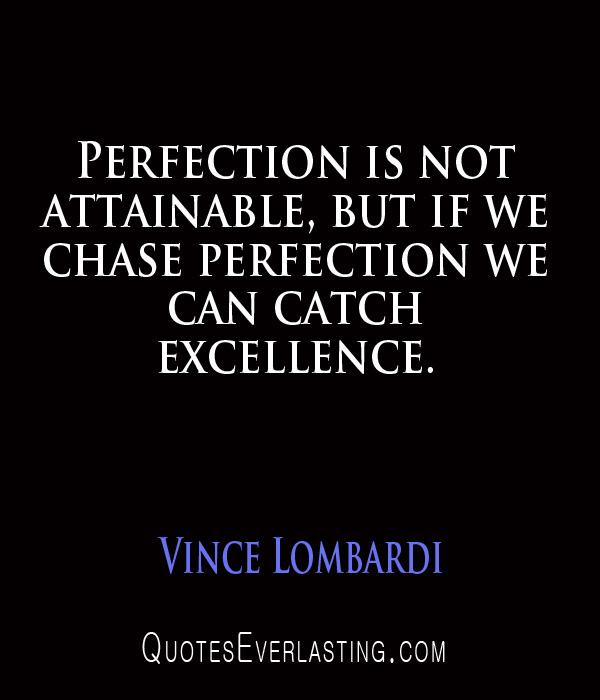 Perfection is not
attainable, but if we
chase perfection we
can catch
excellence.
Vince Lombardi
QuotesEverlasting.com